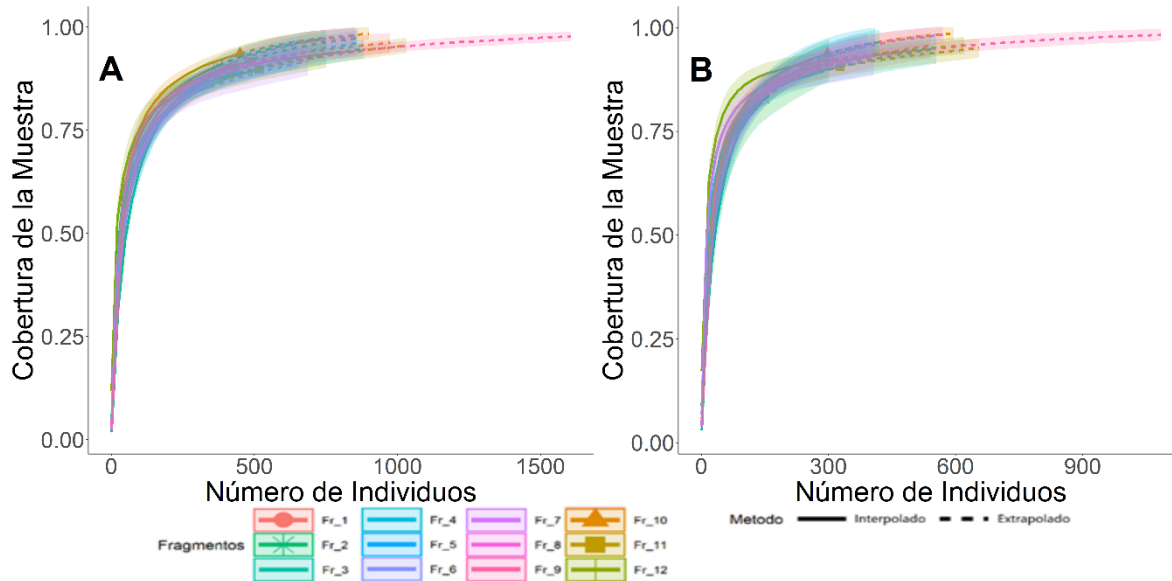 A
B
Cobertura de la Muestra
1.00
0.75
0.50
0.25
0.00
0
500
1000
1500
Número de Individuos
Cobertura de la Muestra
1.00
0.75
0.50
0.25
0.00
0
300
600
900
Número de Individuos
Fragmentos
Fr_1
Fr_2
Fr_3
Fr_4
Fr_5
Fr_6
Fr_7
Fr_8
Fr_9
Fr_10
Fr_11
Fr_12
Metodo
Interpolado
Extrapolado